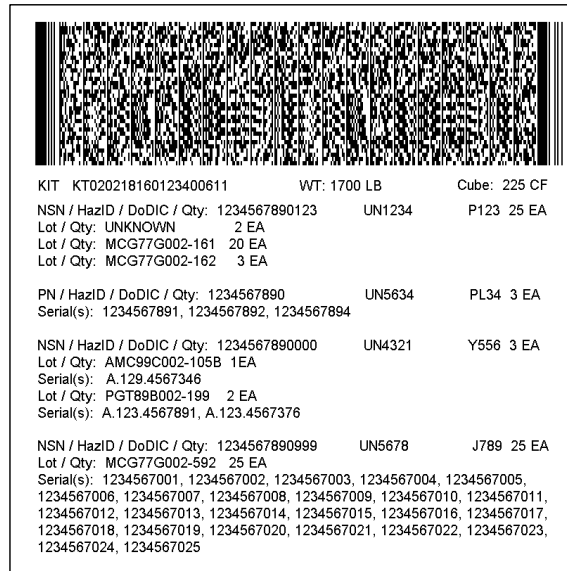 KIT KT020218160123400611 WT: 1700 LB Cube: 225 CF
NSN / HazID / DoDIC / Qty: 1234567890123 UN1234 P123 25 EA
Lot / Qty: UNKNOWN 2 EA
Lot / Qty: MCG77G002-161 20 EA
Lot / Qty: MCG77G002-162 3 EA
PN / HazID / DoDIC / Qty: 1234567890 UN5634 PL34 3 EA
Serial(s): 1234567891, 1234567892, 1234567894
NSN / HazID / DoDIC / Qty: 1234567890000 UN4321 Y556 3 EA
Lot / Qty: AMC99C002-105B 1EA
Serial(s): A.129.4567346
Lot / Qty: PGT89B002-199 2 EA
Serial(s): A.123.4567891, A.123.4567376
NSN / HazID / DoDIC / Qty: 1234567890999 UN5678 J789 25 EA
Lot / Qty: MCG77G002-592 25 EA
Serial(s): 1234567001, 1234567002, 1234567003, 1234567004, 1234567005,
1234567006, 1234567007, 1234567008, 1234567009, 1234567010, 1234567011,
1234567012, 1234567013, 1234567014, 1234567015, 1234567016, 1234567017,
1234567018, 1234567019, 1234567020, 1234567021, 1234567022, 1234567023,
1234567024, 1234567025